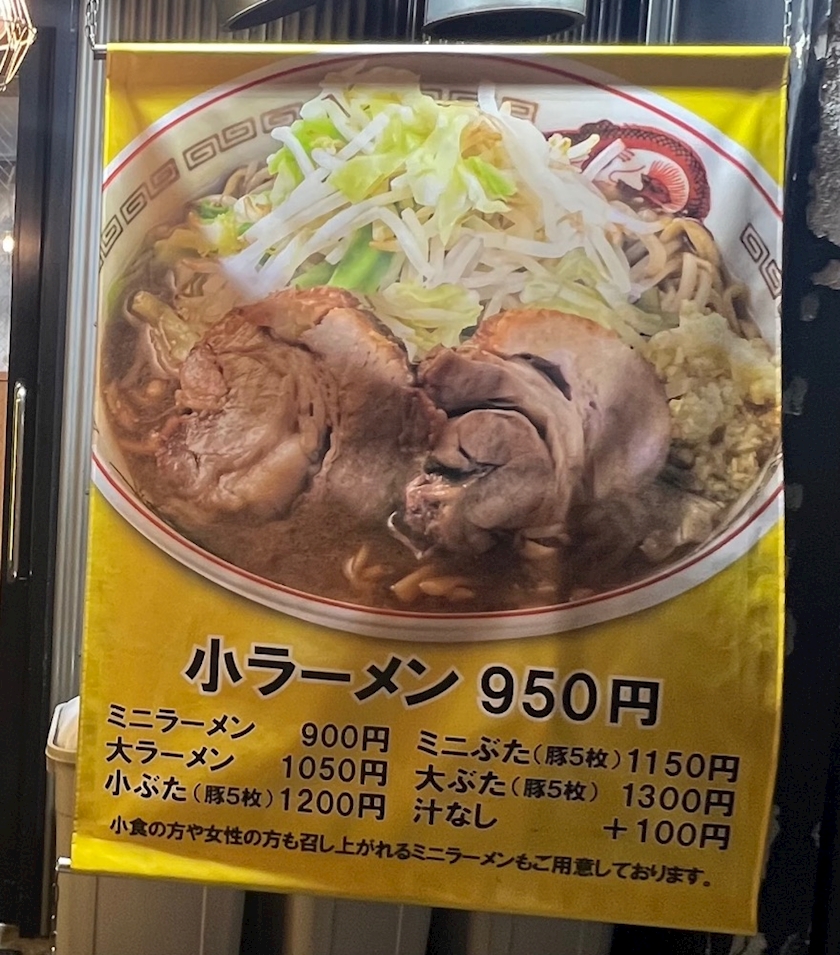 小ラーメン 950円
ミニラーメン 900円
大ラーメン 1050円
小ぶた(豚5枚)1200円
ミニぶた(豚5枚)1150円
大ぶた(豚5枚) 1300円
汁なし +100円
小食の方や女性の方も召し上がれるミニラーメンもご用意しております。